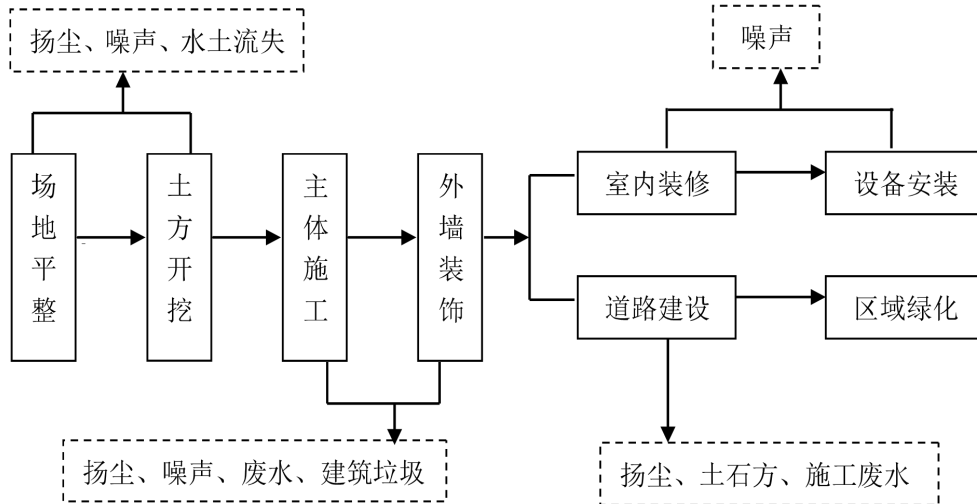 扬尘、噪声、水土流失
噪声
场地平整
土方开挖
主体施工
外墙装饰
室内装修
设备安装
道路建设
区域绿化
扬尘、噪声、废水、建筑垃圾
扬尘、土石方、施工废水